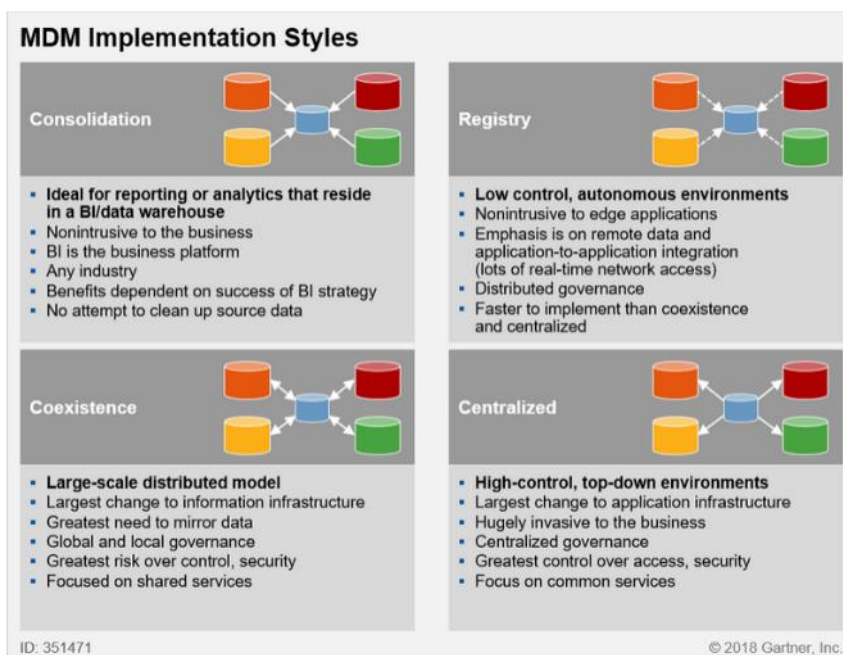 MDM Implementation Styles
Consolidation
Ideal for reporting or analytics that reside
in a BI/data warehouse
Nonintrusive to the business
BI is the business platform
Any industry
Benefits dependent on success of BI strategy
No attempt to clean up source data
Registry
Low control, autonomous environments
Nonintrusive to edge applications
Emphasis is on remote data and
application-to-application integration
(lots of real-time network access)
Distributed governance
Faster to implement than coexistence
and centralized
Coexistence
Large-scale distributed model
Largest change to information infrastructure
Greatest need to mirror data
Global and local governance
Greatest risk over control, security
Focused on shared services
Centralized
High-control, top-down environments
Largest change to application infrastructure
Hugely invasive to the business
Centralized governance
Greatest control over access, security
Focus on common services
ID: 351471
© 2018 Gartner, Inc.